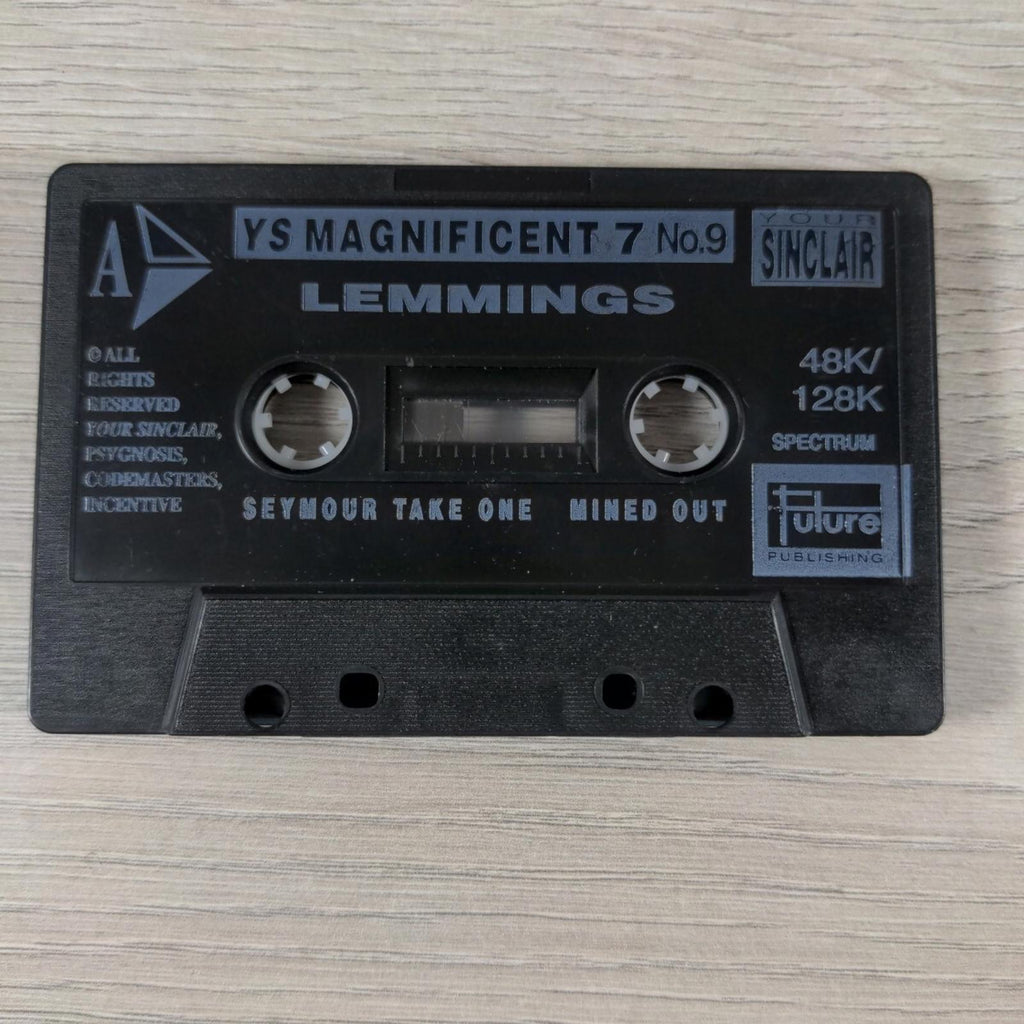 A
YS MAGNIFICENT 7 No.9
YOUR
SINCLAIR
LEMMINGS
© ALL
RIGHTS
RESERVED
YOUR SINCLAIR,
PSYGNOSIS,
CODEMASTERS,
INCENTIVE
48K/
128K
SPECTRUM
SEYMOUR TAKE ONE MINED OUT
Future
PUBLISHING